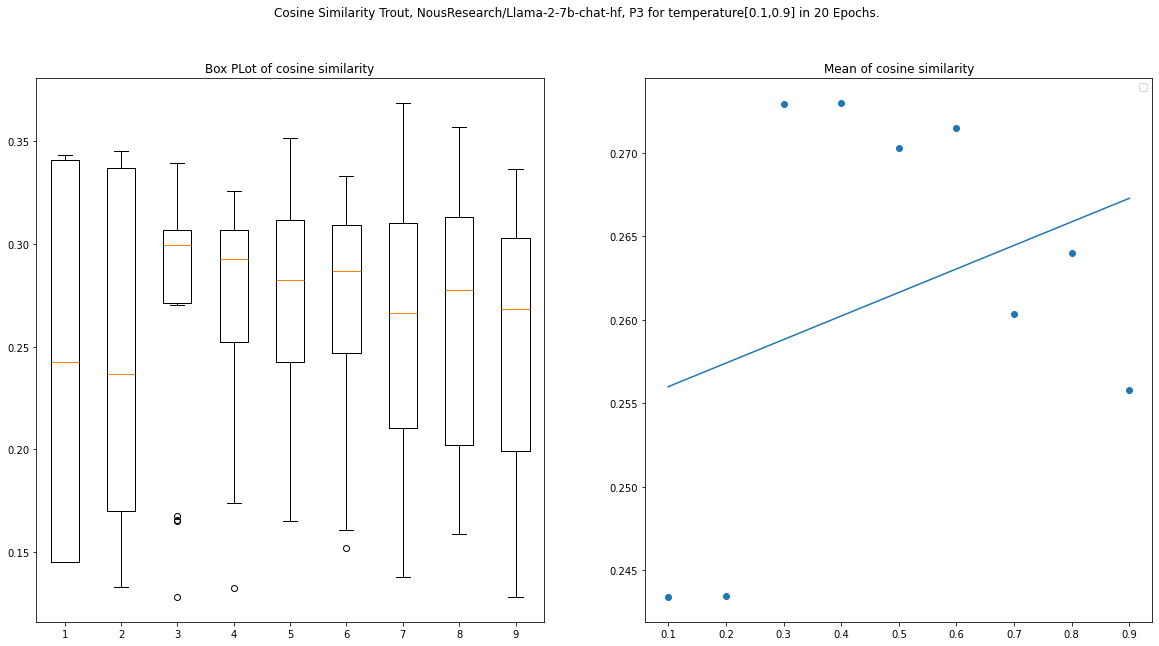 Cosine Similarity Trout, NousResearch/Llama-2-7b-chat-hf, P3 for temperature[0.1,0.9] in 20 Epochs.
Box PLot of cosine similarity
0.35
0.30
0.25
0.20
0.15
1 2 3 4 5 6 7 8 9
Mean of cosine similarity
0.270
0.265
0.260
0.255
0.250
0.245
0.1 0.2 0.3 0.4 0.5 0.6 0.7 0.8 0.9